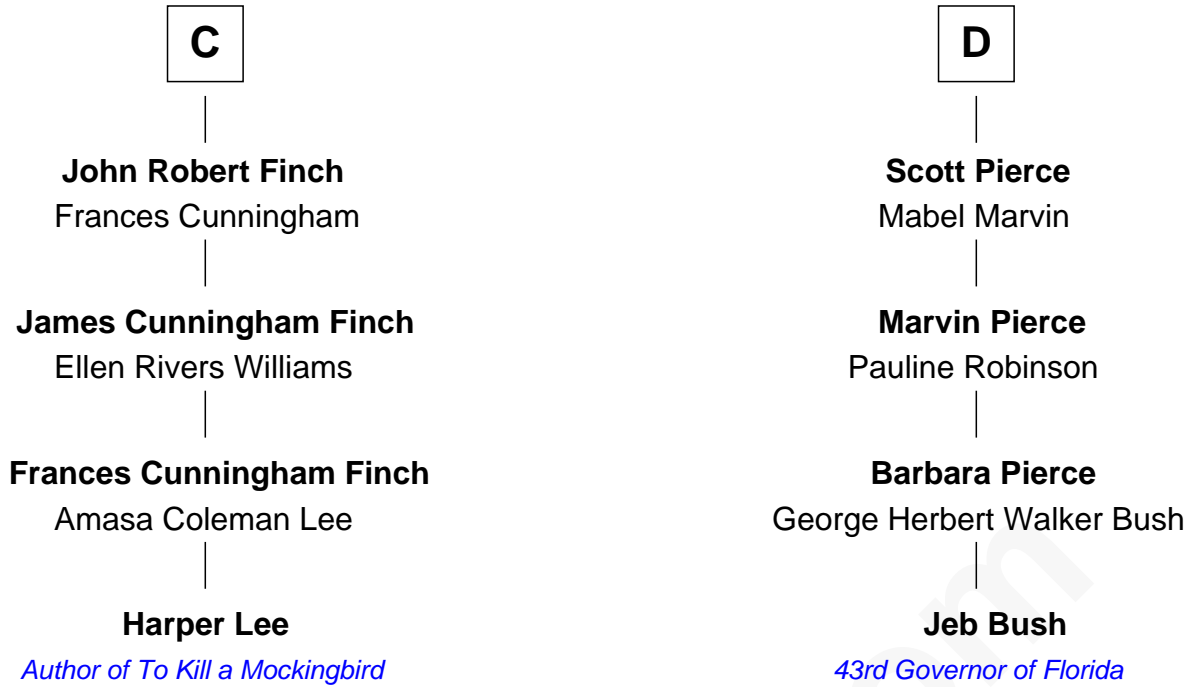 C
John Robert Finch
Frances Cunningham
James Cunningham Finch
Ellen Rivers Williams
Frances Cunningham Finch
Amasa Coleman Lee
Harper Lee
Author of To Kill a Mockingbird
D
Scott Pierce
Mabel Marvin
Marvin Pierce
Pauline Robinson
Barbara Pierce
George Herbert Walker Bush
Jeb Bush
43rd Governor of Florida